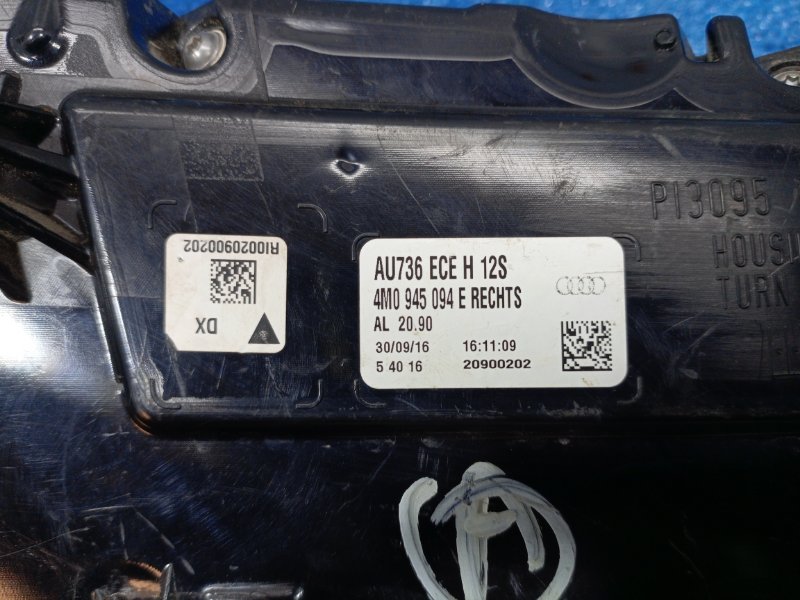 RI0020900202
DX
AU736 ECE H 12S
4M0 945 094 E RECHTS
AL 20.90
30/09/16 16:11:09
5 40 16 20900202
PI3095
TURN